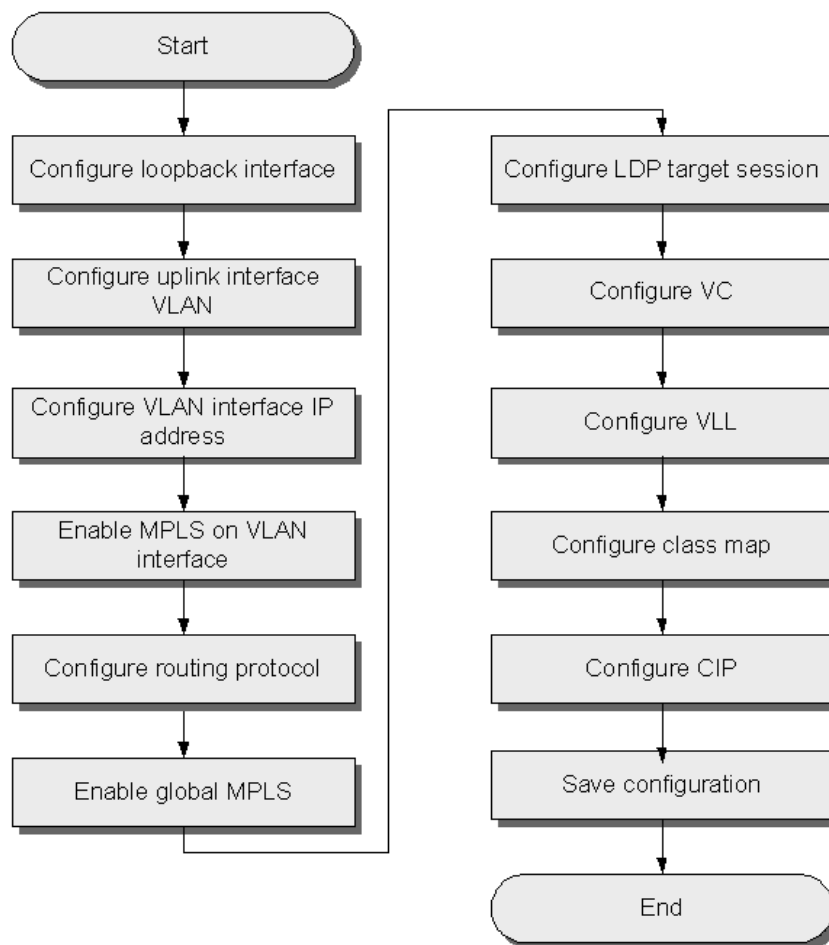 Start
Configure loopback interface
Configure uplink interface
VLAN
Configure VLAN interface IP
address
Enable MPLS on VLAN
interface
Configure routing protocol
Enable global MPLS
Configure LDP target session
Configure VC
Configure VLL
Configure class map
Configure CIP
Save configuration
End